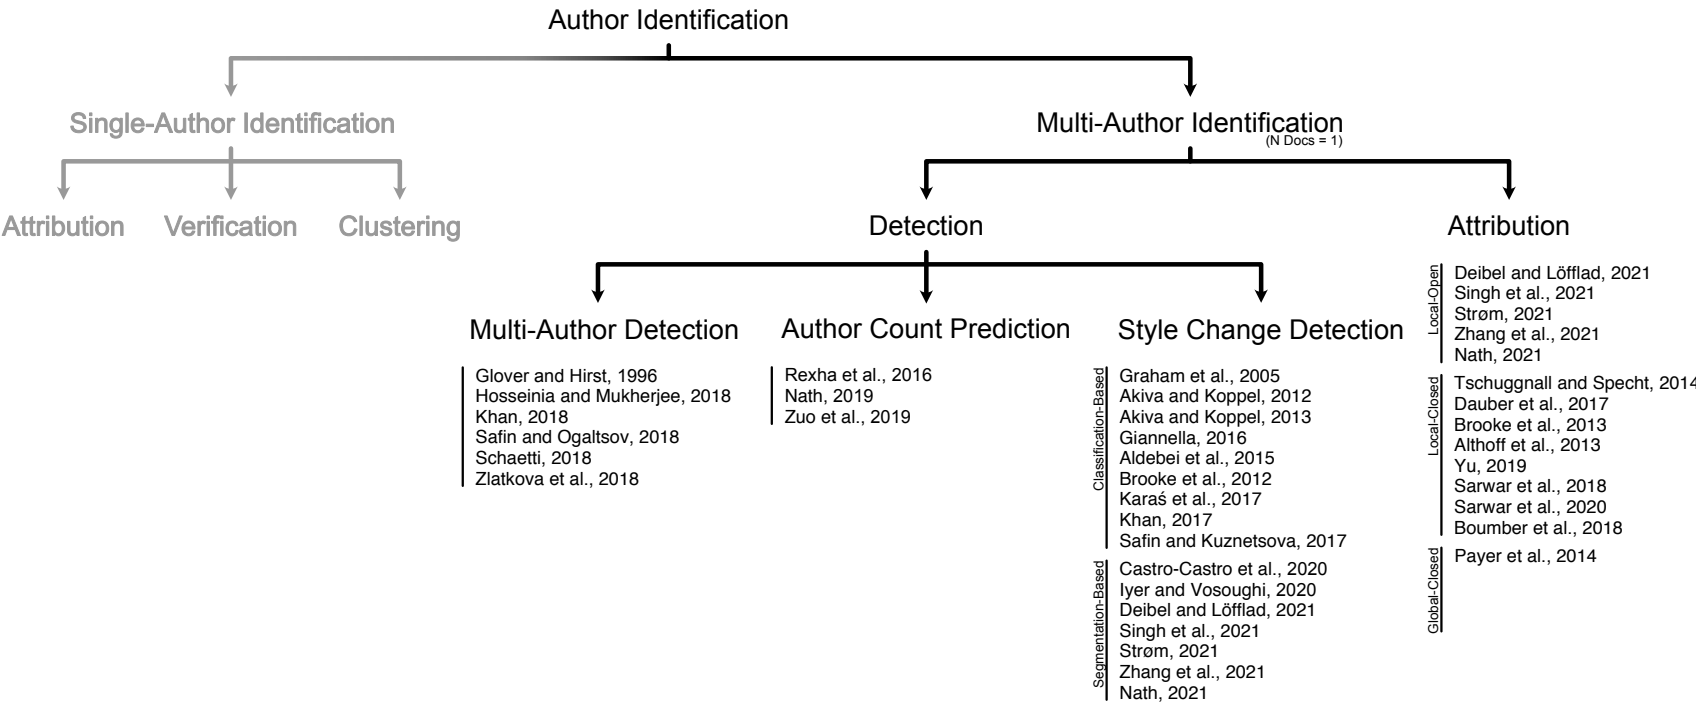 Author Identification
Single-Author Identification
Multi-Author Identification
(N Docs = 1)
Attribution
Verification
Clustering
Detection
Attribution
Multi-Author Detection
Glover and Hirst, 1996
Hosseinia and Mukherjee, 2018
Khan, 2018
Safin and Ogaltsov, 2018
Schaetti, 2018
Zlatkova et al., 2018
Author Count Prediction
Rexha et al., 2016
Nath, 2019
Zuo et al., 2019
Style Change Detection
Classification-Based
Graham et al., 2005
Akiva and Koppel, 2012
Akiva and Koppel, 2013
Giannella, 2016
Aldebei et al., 2015
Brooke et al., 2012
Karaś et al., 2017
Khan, 2017
Safin and Kuznetsova, 2017
Segmentation-Based
Castro-Castro et al., 2020
Iyer and Vosoughi, 2020
Deibel and Löfflad, 2021
Singh et al., 2021
Strøm, 2021
Zhang et al., 2021
Nath, 2021
Local-Open
Deibel and Löfflad, 2021
Singh et al., 2021
Strøm, 2021
Zhang et al., 2021
Nath, 2021
Local-Closed
Tschuggnall and Specht, 2014
Dauber et al., 2017
Brooke et al., 2013
Althoff et al., 2013
Yu, 2019
Sarwar et al., 2018
Sarwar et al., 2020
Boumber et al., 2018
Global-Closed
Payer et al., 2014